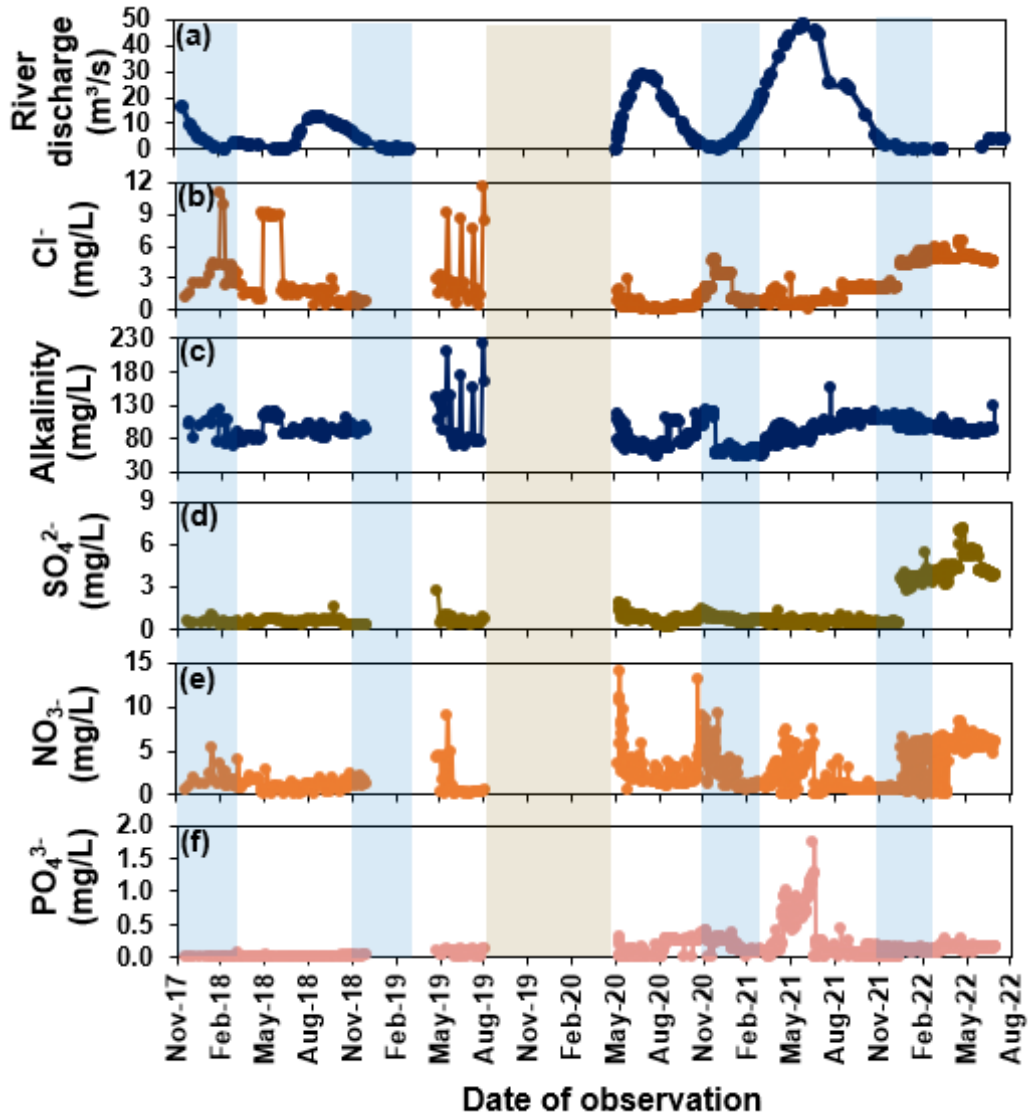 (a)
River
discharge
(m³/s)
50
40
30
20
10
0
(b)
Cl-
(mg/L)
12
9
6
3
0
(c)
Alkalinity
(mg/L)
230
180
130
80
30
(d)
SO₄²⁻
(mg/L)
9
6
3
0
(e)
NO₃₋
(mg/L)
15
10
5
0
(f)
PO₄³⁻
(mg/L)
2.0
1.5
1.0
0.5
0.0
Nov-17
Feb-18
May-18
Aug-18
Nov-18
Feb-19
May-19
Aug-19
Nov-19
Feb-20
May-20
Aug-20
Nov-20
Feb-21
May-21
Aug-21
Nov-21
Feb-22
May-22
Aug-22
Date of observation